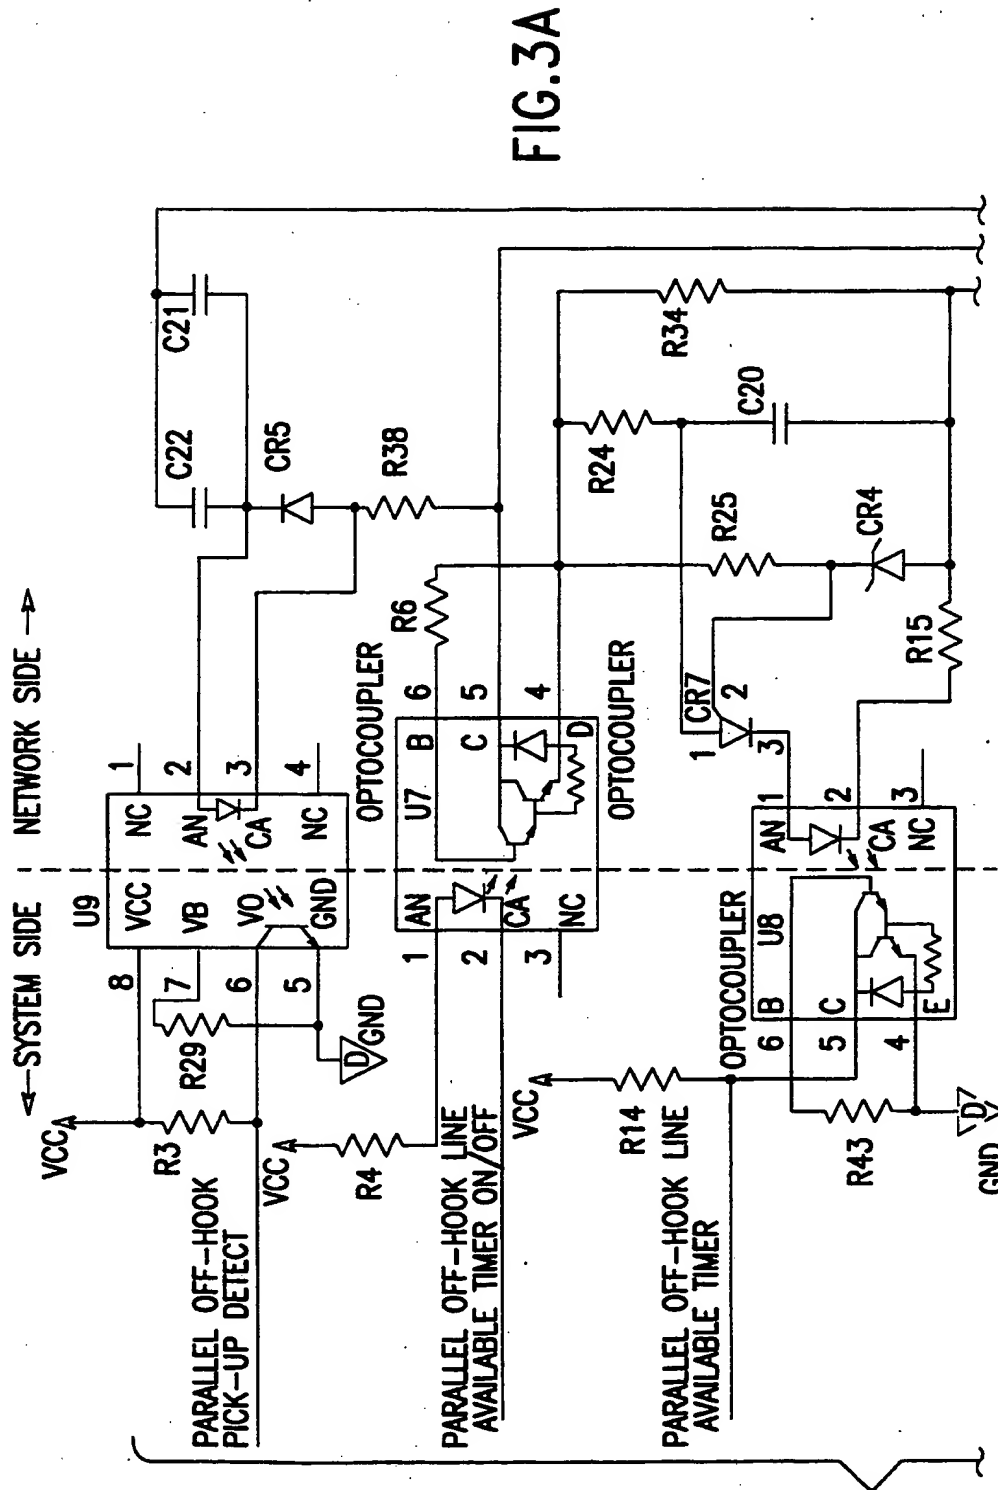 FIG.3A
←SYSTEM SIDE
NETWORK SIDE →
VCC
R3
R29
8
7
6
5
U9
VCC
VB
VO
GND
NC
AN
CA
NC
1
2
3
4
C22
C21
CR5
R38
D
GND
PARALLEL OFF-HOOK
PICK-UP DETECT
VCC
R4
OPTOCOUPLER
1
2
3
AN
CA
NC
U7
B
C
D
6
5
4
R6
OPTOCOUPLER
PARALLEL OFF-HOOK LINE
AVAILABLE TIMER ON/OFF
VCC
R14
R24
R34
C20
R25
CR4
R15
CR7
1
2
3
OPTOCOUPLER
6
5
4
B
C
E
U8
AN
CA
NC
1
2
3
R43
D
GND
PARALLEL OFF-HOOK LINE
AVAILABLE TIMER